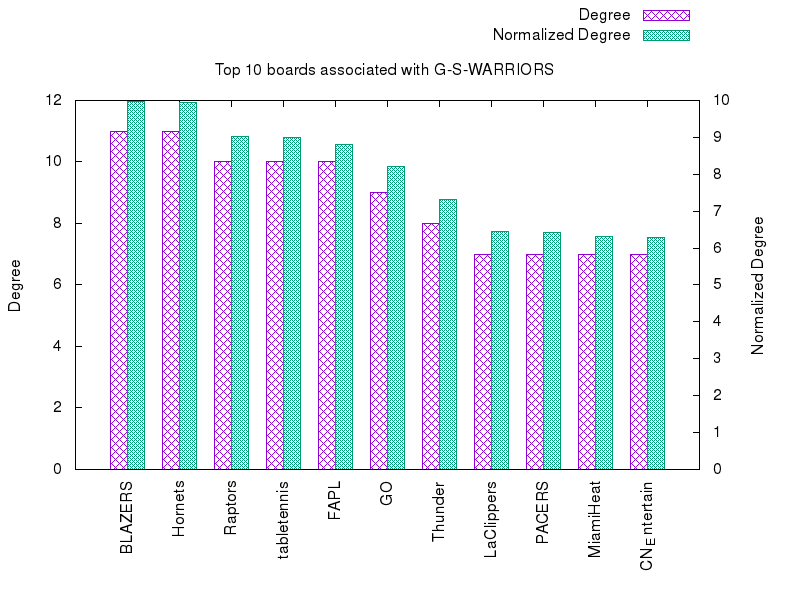 Degree
Normalized Degree
Top 10 boards associated with G-S-WARRIORS
12
10
8
6
4
2
0
10
9
8
7
6
5
4
3
2
1
0
Degree
Normalized Degree
BLAZERS
Hornets
Raptors
tabletennis
FAPL
GO
Thunder
LaClippers
PACERS
MiamiHeat
CNEntertain